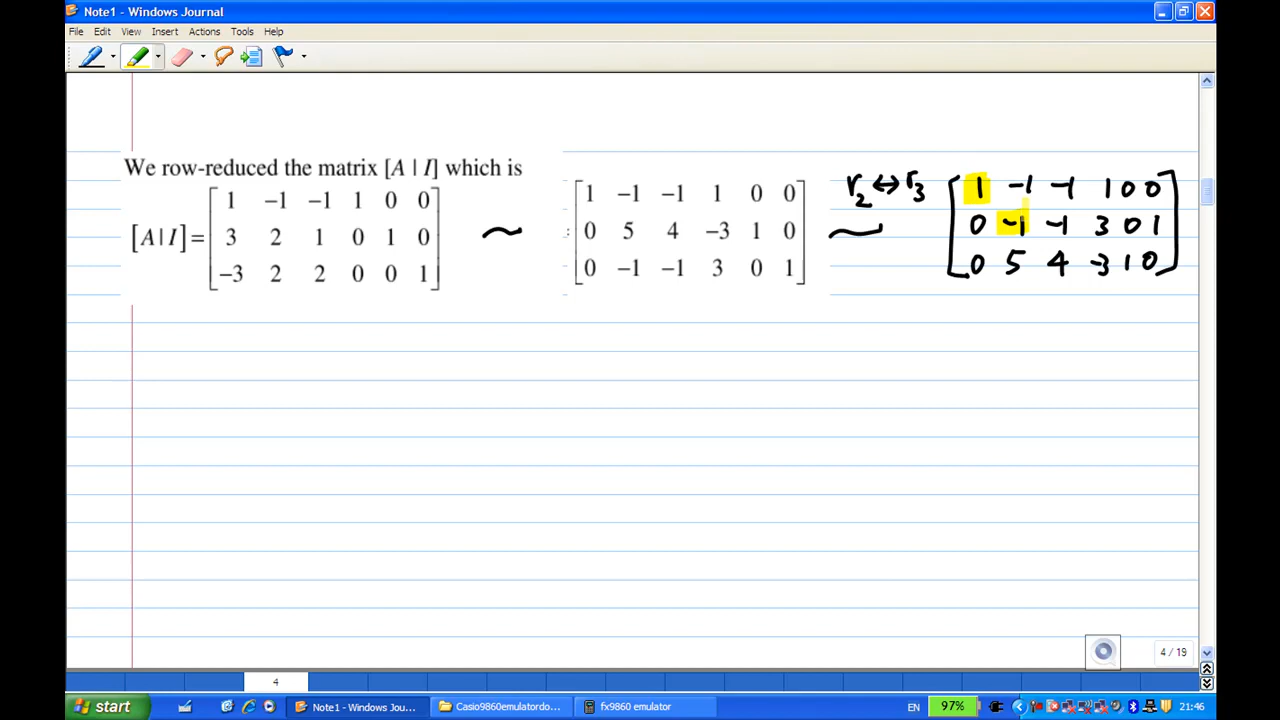 Note1 - Windows Journal
File Edit View Insert Actions Tools Help
We row-reduced the matrix [A | I] which is
[A | I] = [1 −1 −1 1 0 0
3 2 1 0 1 0
−3 2 2 0 0 1] ~
[1 −1 −1 1 0 0
0 5 4 −3 1 0
0 −1 −1 3 0 1]
r2 ↔ r3
~
[1 -1 -1 1 0 0
0 -1 -1 3 0 1
0 5 4 -3 1 0]
4 / 19
4
start
Note1 - Windows Jour...
Casio9860emulatordo...
fx9860 emulator
EN
97%
21:46